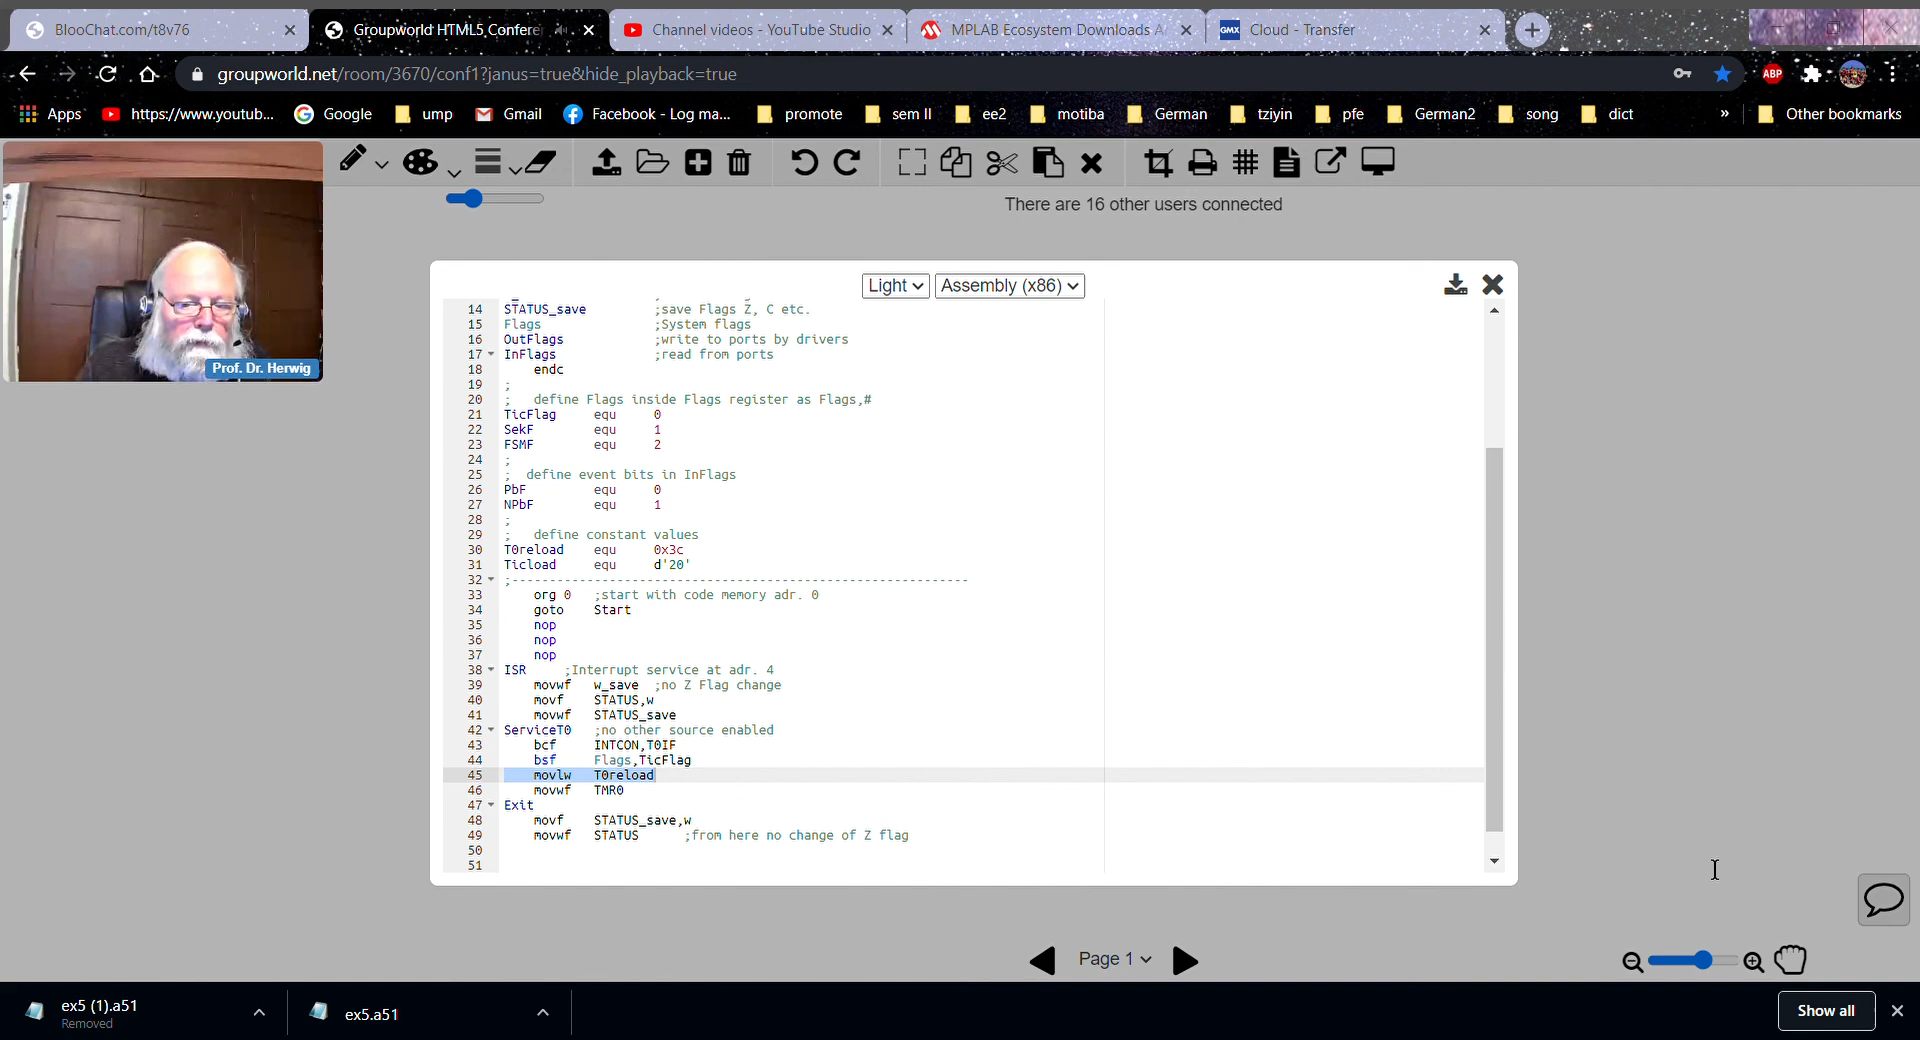 BlooChat.com/t8v76
Groupworld HTML5 Confere
Channel videos - YouTube Studio
MPLAB Ecosystem Downloads A
GMX Cloud - Transfer
groupworld.net/room/3670/conf1?janus=true&hide_playback=true
ABP
Apps
https://www.youtub...
Google
ump
Gmail
Facebook - Log ma...
promote
sem II
ee2
motiba
German
tziyin
pfe
German2
song
dict
»
Other bookmarks
There are 16 other users connected
Prof. Dr. Herwig
Light
Assembly (x86)
14 STATUS_save ;save Flags Z, C etc.
15 Flags ;System flags
16 OutFlags ;write to ports by drivers
17 InFlags ;read from ports
18 endc
19 ;
20 ; define Flags inside Flags register as Flags,#
21 TicFlag equ 0
22 SekF equ 1
23 FSMF equ 2
24 ;
25 ; define event bits in InFlags
26 PbF equ 0
27 NPbF equ 1
28 ;
29 ; define constant values
30 T0reload equ 0x3c
31 Ticload equ d'20'
32 ;-------------------------------------------------------------
33 org 0 ;start with code memory adr. 0
34 goto Start
35 nop
36 nop
37 nop
38 ISR ;Interrupt service at adr. 4
39 movwf w_save ;no Z Flag change
40 movf STATUS,w
41 movwf STATUS_save
42 ServiceT0 ;no other source enabled
43 bcf INTCON,T0IF
44 bsf Flags,TicFlag
45 movlw T0reload
46 movwf TMR0
47 Exit
48 movf STATUS_save,w
49 movwf STATUS ;from here no change of Z flag
50
51
Page 1
ex5 (1).a51
Removed
ex5.a51
Show all